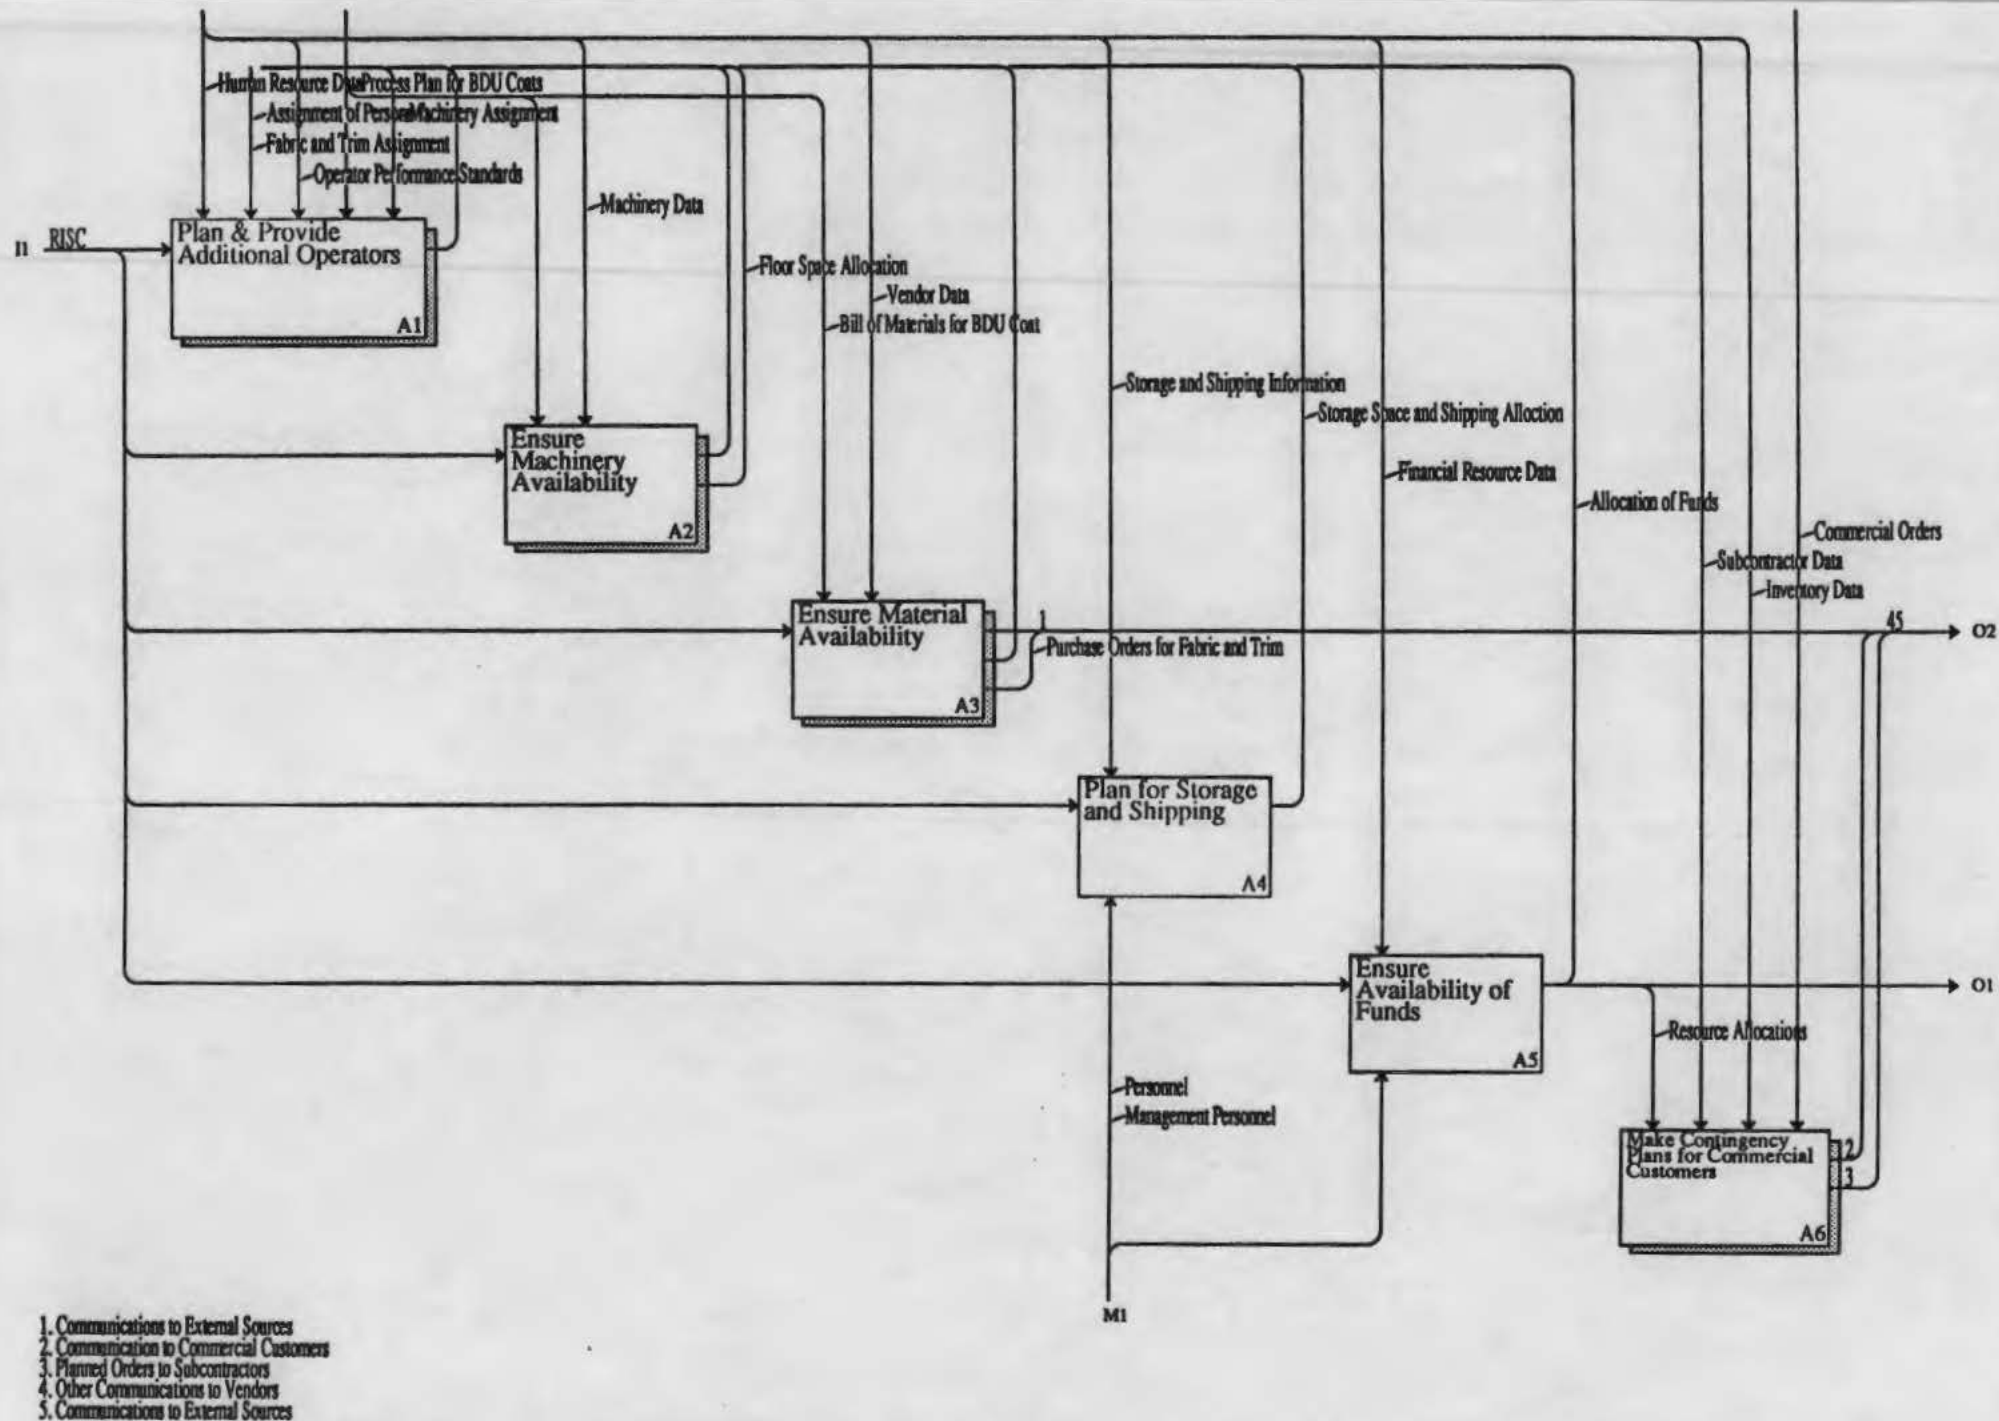 Human Resource Data
Process Plan for BDU Coats
Assignment of Personnel
Machinery Assignment
Fabric and Trim Assignment
Operator Performance Standards
Machinery Data
I1
RISC
Plan & Provide
Additional Operators
A1
Floor Space Allocation
Vendor Data
Bill of Materials for BDU Coat
Storage and Shipping Information
Storage Space and Shipping Alloction
Ensure
Machinery
Availability
A2
Financial Resource Data
Allocation of Funds
Commercial Orders
Subcontractor Data
Inventory Data
Ensure Material
Availability
A3
1
45
O2
Purchase Orders for Fabric and Trim
Plan for Storage
and Shipping
A4
Ensure
Availability of
Funds
A5
O1
Resource Allocations
Personnel
Management Personnel
Make Contingency
Plans for Commercial
Customers
A6
2
3
M1
1. Communications to External Sources
2. Communication to Commercial Customers
3. Planned Orders to Subcontractors
4. Other Communications to Vendors
5. Communications to External Sources